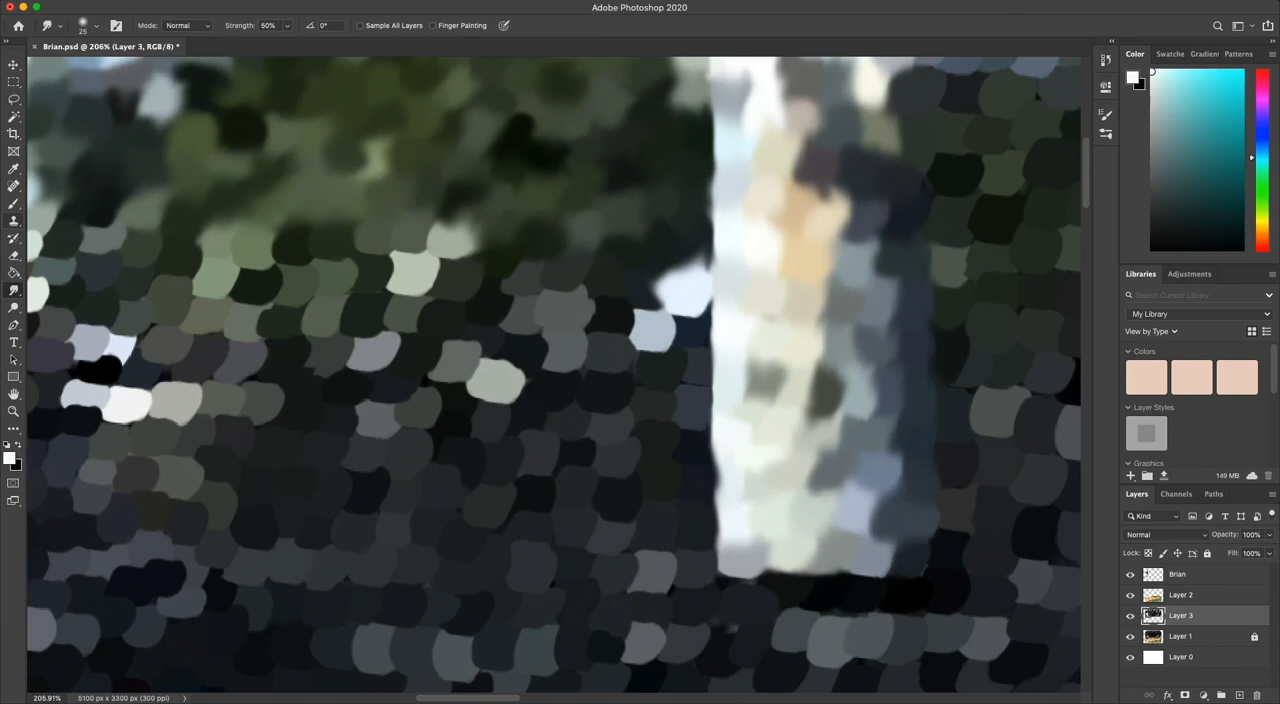 Adobe Photoshop 2020
25
Mode: Normal
Strength: 50%
0°
Sample All Layers
Finger Painting
Brian.psd @ 206% (Layer 3, RGB/8) *
Color
Swatche
Gradien
Patterns
Libraries
Adjustments
Search Current Library
My Library
View by Type
Colors
Layer Styles
Graphics
149 MB
Layers
Channels
Paths
Kind
Normal
Opacity: 100%
Lock:
Fill: 100%
Brian
Layer 2
Layer 3
Layer 1
Layer 0
205.91%
5100 px x 3300 px (300 ppi)